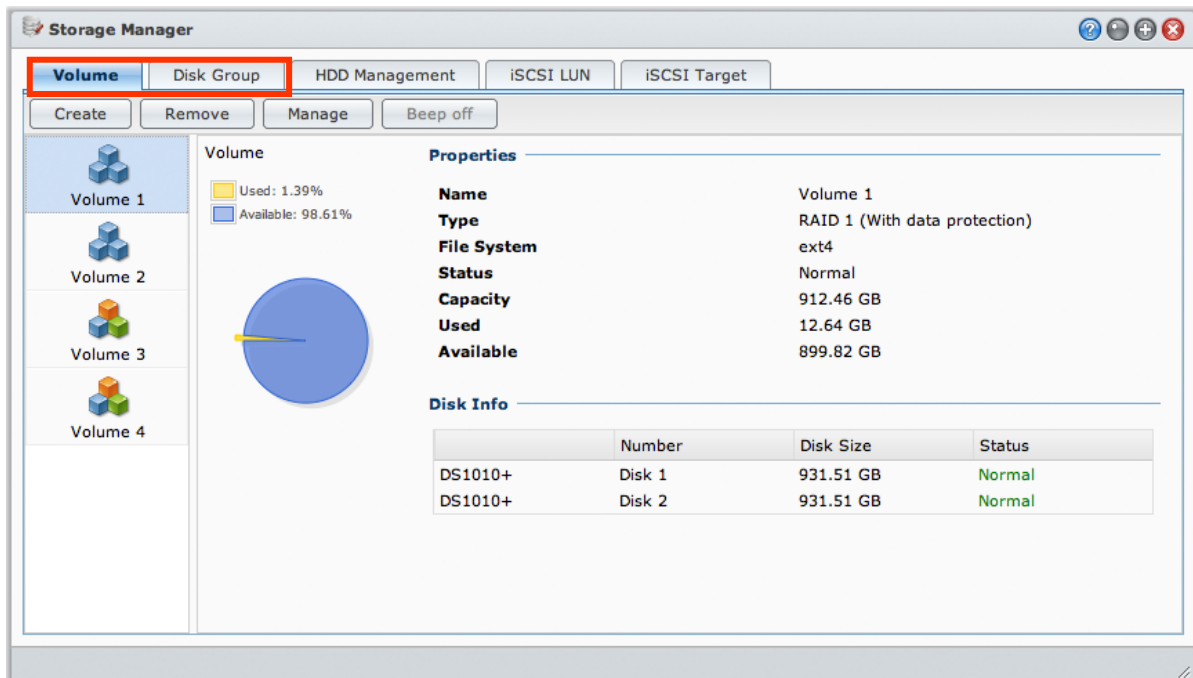 Storage Manager
Volume Disk Group HDD Management iSCSI LUN iSCSI Target
Create Remove Manage Beep off
Volume 1
Volume 2
Volume 3
Volume 4
Volume
Used: 1.39%
Available: 98.61%
Properties
Name Volume 1
Type RAID 1 (With data protection)
File System ext4
Status Normal
Capacity 912.46 GB
Used 12.64 GB
Available 899.82 GB
Disk Info
Number Disk Size Status
DS1010+ Disk 1 931.51 GB Normal
DS1010+ Disk 2 931.51 GB Normal